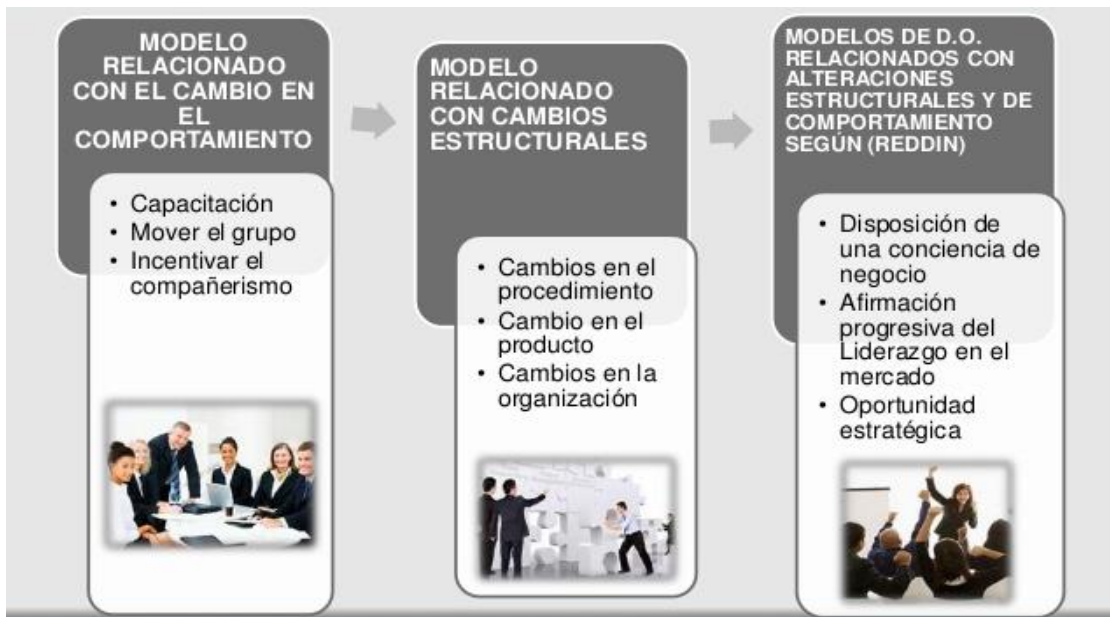 MODELO
RELACIONADO
CON EL CAMBIO EN
EL
COMPORTAMIENTO
• Capacitación
• Mover el grupo
• Incentivar el
compañerismo
MODELO
RELACIONADO
CON CAMBIOS
ESTRUCTURALES
• Cambios en el
procedimiento
• Cambio en el
producto
• Cambios en la
organización
MODELOS DE D.O.
RELACIONADOS CON
ALTERACIONES
ESTRUCTURALES Y DE
COMPORTAMIENTO
SEGÚN (REDDIN)
• Disposición de
una conciencia de
negocio
• Afirmación
progresiva del
Liderazgo en el
mercado
• Oportunidad
estratégica